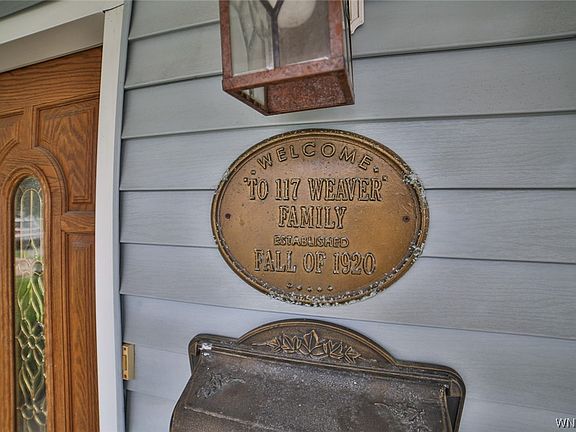 WELCOME
"TO 117 WEAVER"
FAMILY
ESTABLISHED
FALL OF 1920
WN